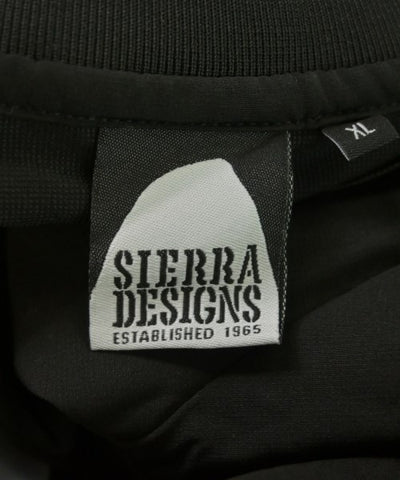 XL
SIERRA
DESIGNS
ESTABLISHED 1965